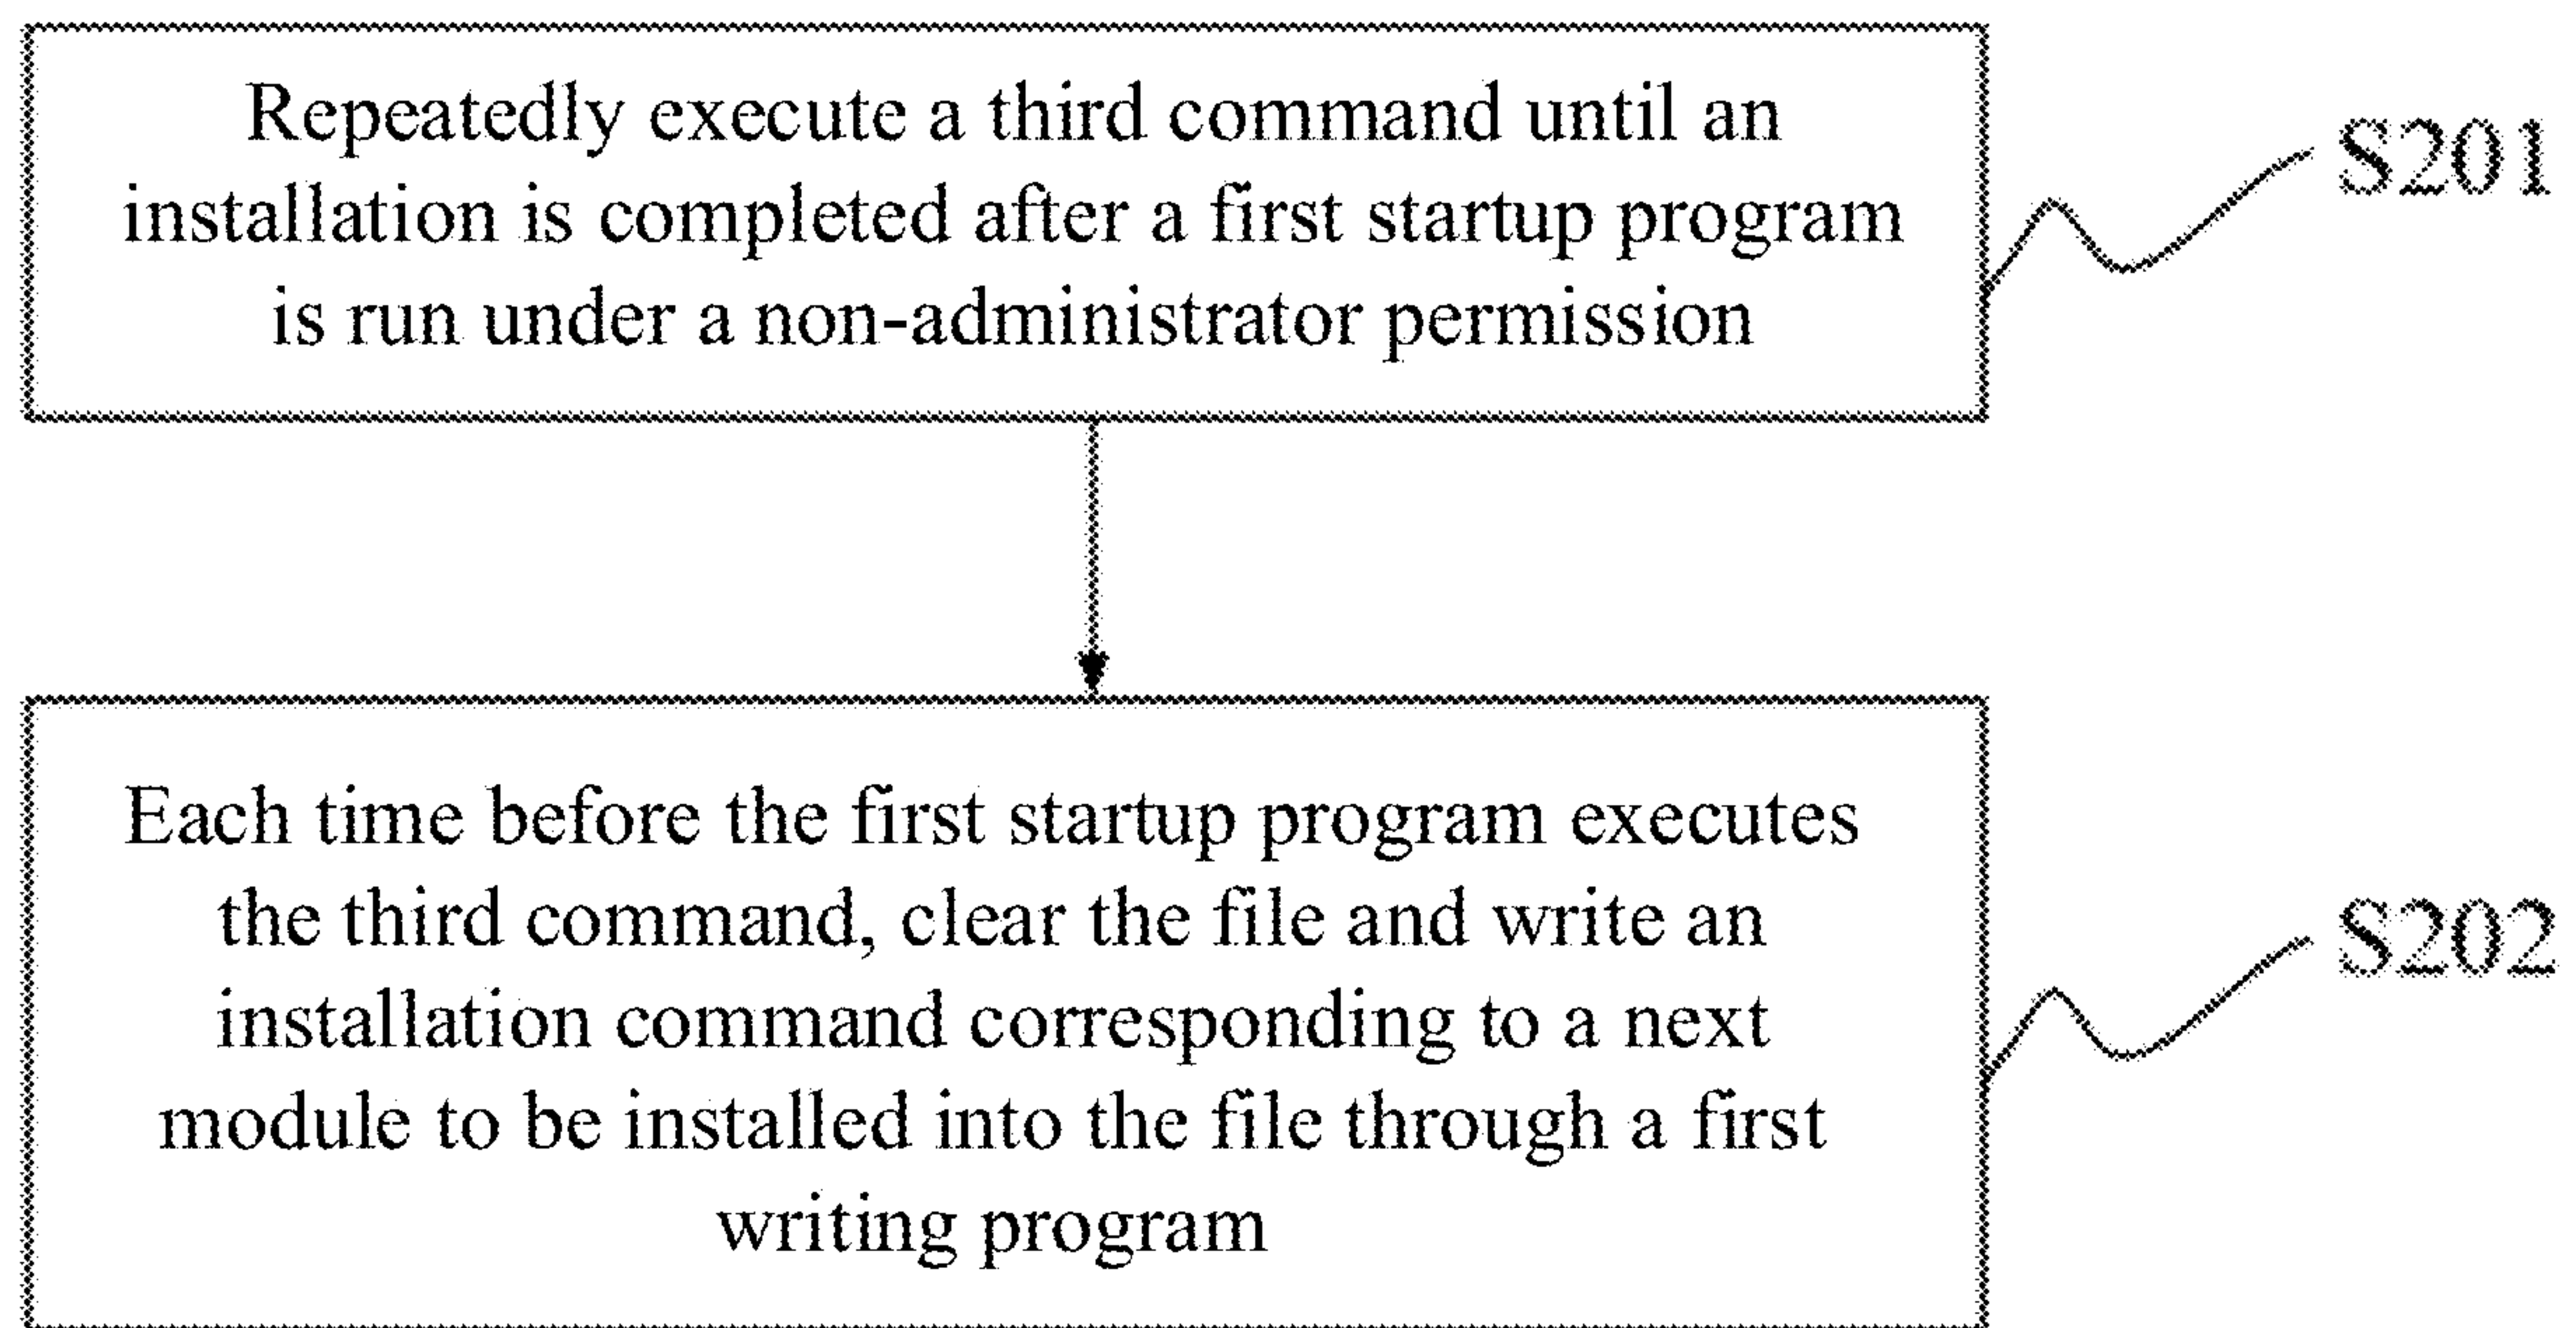 Repeatedly execute a third command until an
installation is completed after a first startup program
is run under a non-administrator permission
S201
Each time before the first startup program executes
the third command, clear the file and write an
installation command corresponding to a next
module to be installed into the file through a first
writing program
S202